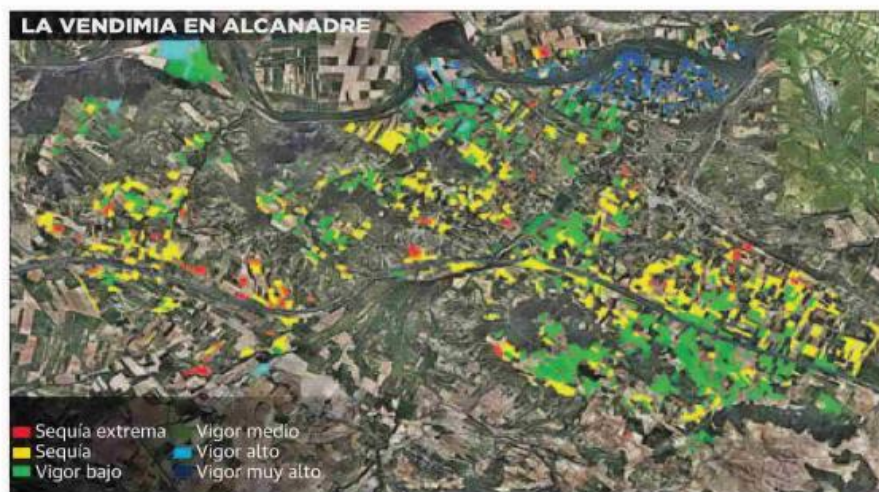 LA VENDIMIA EN ALCANADRE
Sequía extrema
Sequía
Vigor bajo
Vigor medio
Vigor alto
Vigor muy alto